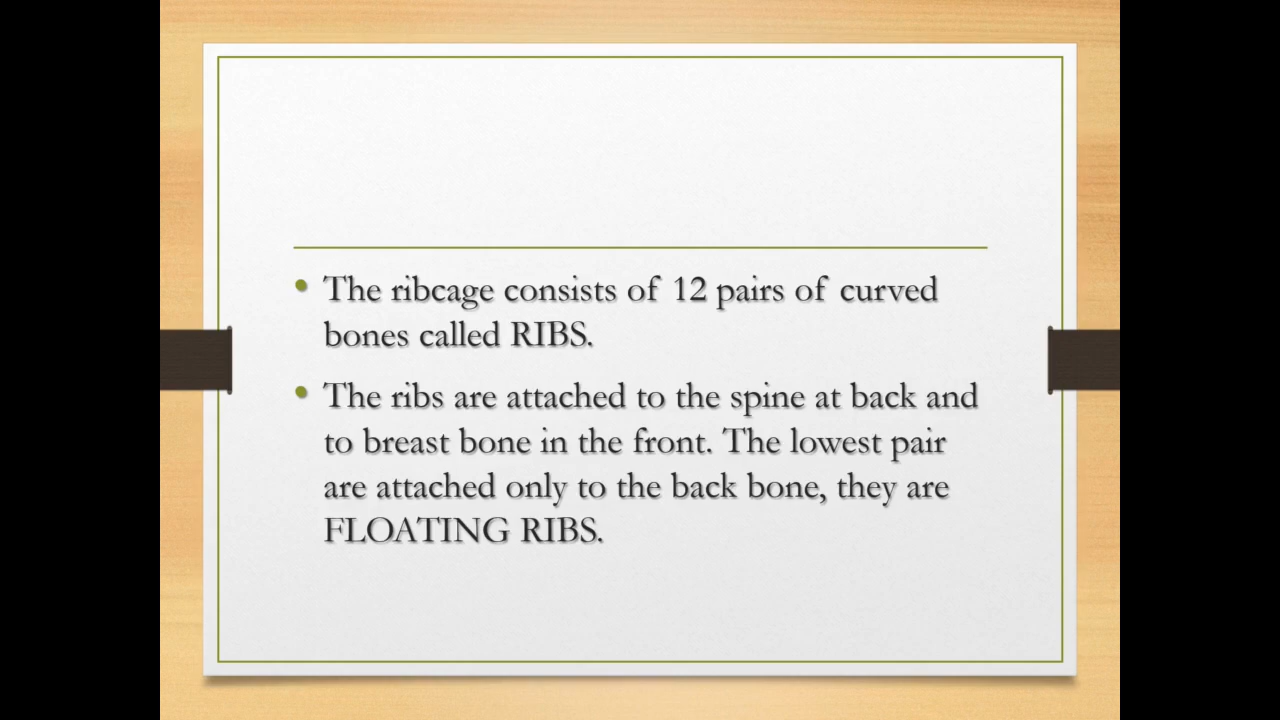 • The ribcage consists of 12 pairs of curved
bones called RIBS.
• The ribs are attached to the spine at back and
to breast bone in the front. The lowest pair
are attached only to the back bone, they are
FLOATING RIBS.